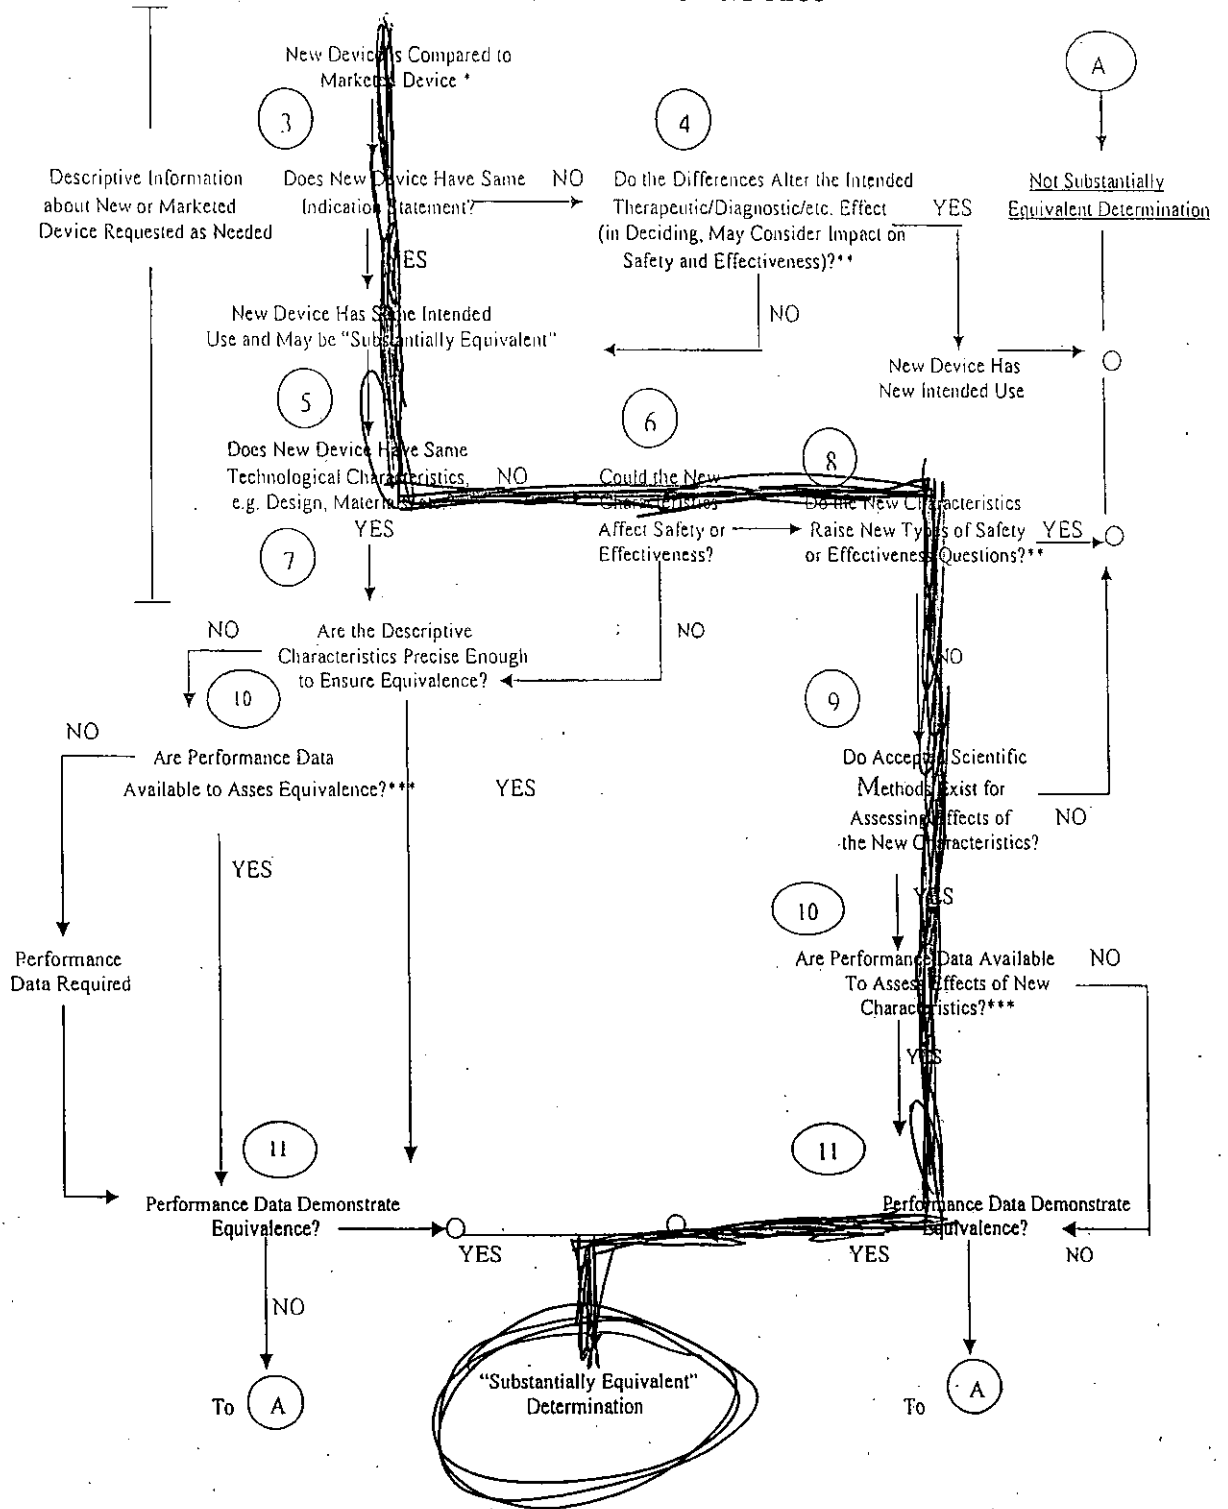 New Device is Compared to
Marketed Device *
A
3
4
Descriptive Information
about New or Marketed
Device Requested as Needed
Does New Device Have Same
Indication Statement?
NO
Do the Differences Alter the Intended
Therapeutic/Diagnostic/etc. Effect
(in Deciding, May Consider Impact on
Safety and Effectiveness)?**
YES
Not Substantially
Equivalent Determination
YES
NO
New Device Has Same Intended
Use and May be "Substantially Equivalent"
New Device Has
New Intended Use
5
6
8
Does New Device Have Same
Technological Characteristics,
e.g. Design, Materials,
NO
Could the New
Characteristics
Affect Safety or
Effectiveness?
Do the New Characteristics
Raise New Types of Safety
or Effectiveness Questions?**
YES
YES
7
NO
Are the Descriptive
Characteristics Precise Enough
to Ensure Equivalence?
NO
NO
10
9
NO
Are Performance Data
Available to Asses Equivalence?***
YES
Do Accepted Scientific
Methods Exist for
Assessing Effects of
the New Characteristics?
NO
YES
YES
10
Performance
Data Required
Are Performance Data Available
To Assess Effects of New
Characteristics?***
NO
YES
11
11
Performance Data Demonstrate
Equivalence?
YES
YES
Performance Data Demonstrate
Equivalence?
NO
NO
"Substantially Equivalent"
Determination
To
A
To
A